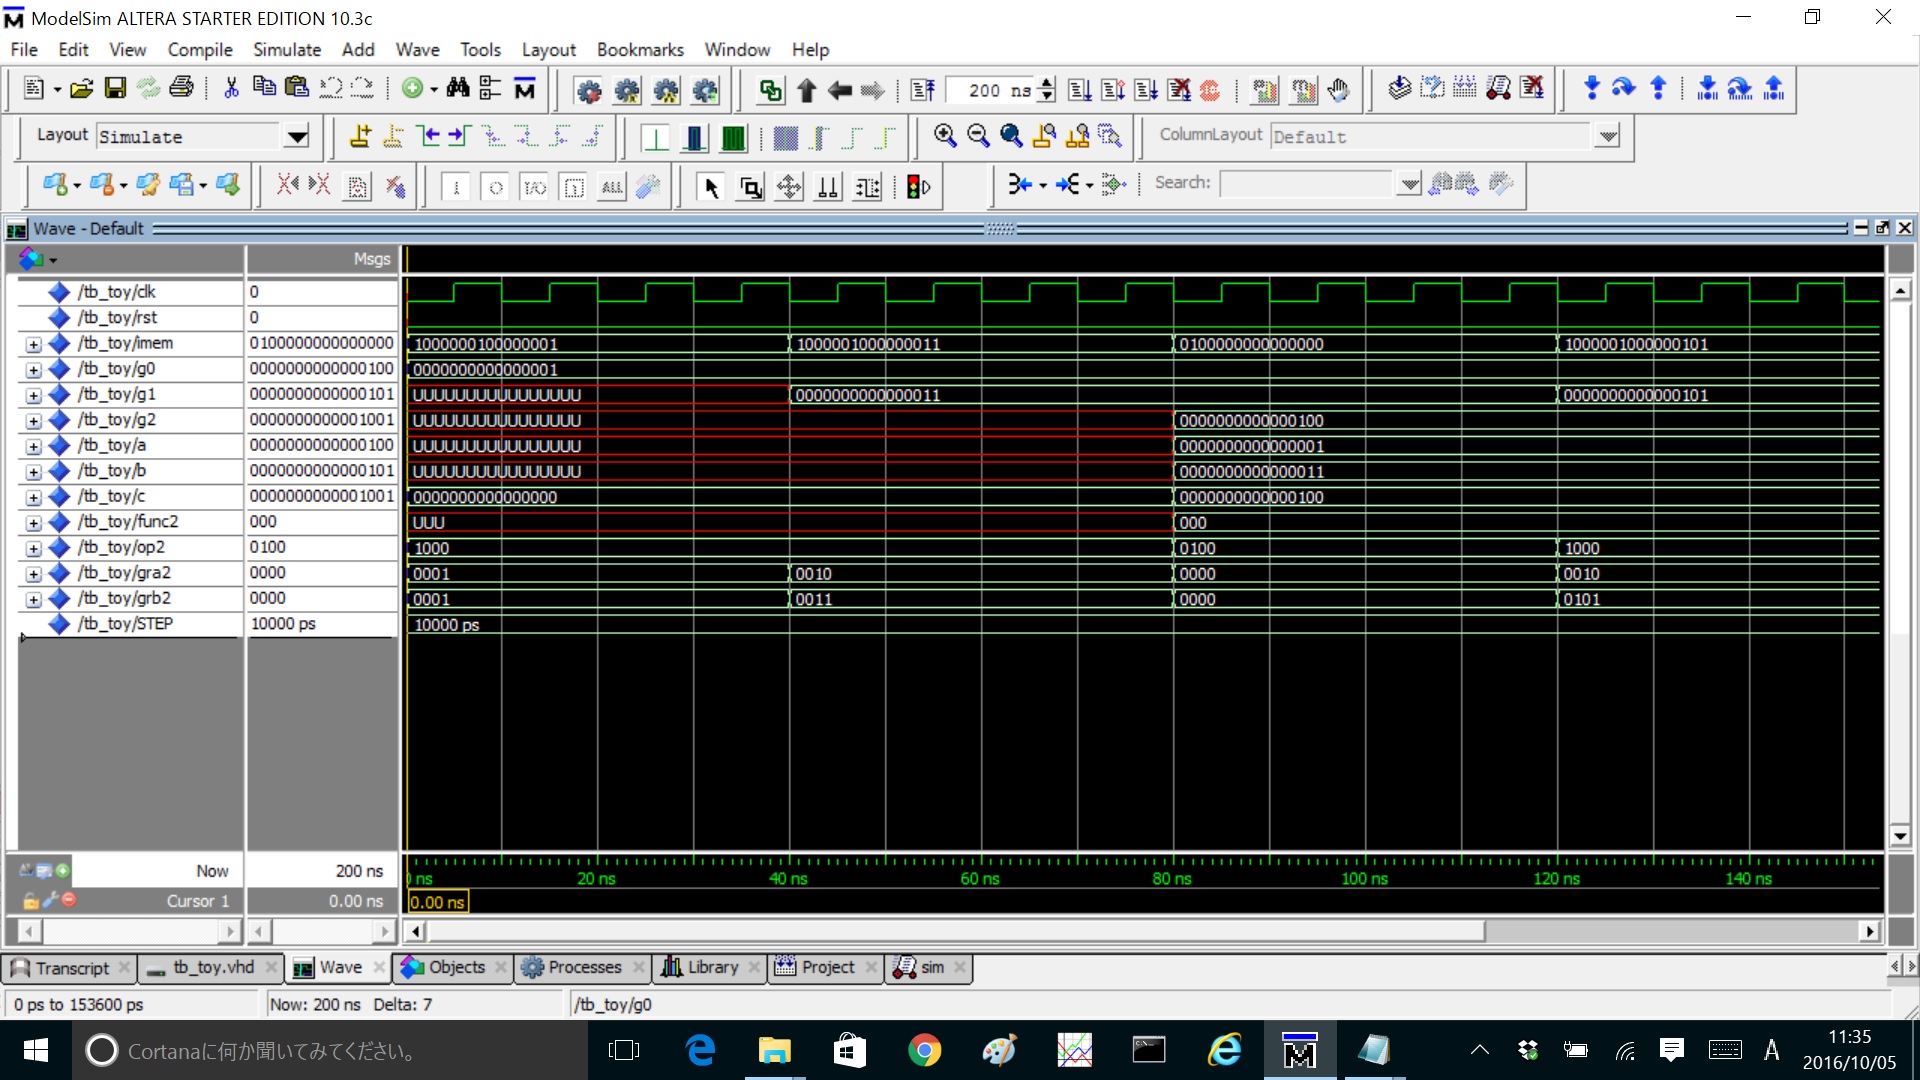 ModelSim ALTERA STARTER EDITION 10.3c
File Edit View Compile Simulate Add Wave Tools Layout Bookmarks Window Help
200 ns
Layout Simulate ColumnLayout Default
Search:
Wave - Default
Msgs
/tb_toy/clk 0
/tb_toy/rst 0
/tb_toy/imem 0100000000000000 1000000100000001 1000001000000011 0100000000000000 1000001000000101
/tb_toy/g0 0000000000000100 0000000000000001
/tb_toy/g1 0000000000000101 UUUUUUUUUUUUUUUU 0000000000000011 0000000000000101
/tb_toy/g2 0000000000001001 UUUUUUUUUUUUUUUU 0000000000000100
/tb_toy/a 0000000000000100 UUUUUUUUUUUUUUUU 0000000000000001
/tb_toy/b 0000000000000101 UUUUUUUUUUUUUUUU 0000000000000011
/tb_toy/c 0000000000001001 0000000000000000 0000000000000100
/tb_toy/func2 000 UUU 000
/tb_toy/op2 0100 1000 0100 1000
/tb_toy/gra2 0000 0001 0010 0000 0010
/tb_toy/grb2 0000 0001 0011 0000 0101
/tb_toy/STEP 10000 ps 10000 ps
Now 200 ns ns 20 ns 40 ns 60 ns 80 ns 100 ns 120 ns 140 ns
Cursor 1 0.00 ns 0.00 ns
Transcript tb_toy.vhd Wave Objects Processes Library Project sim
0 ps to 153600 ps Now: 200 ns Delta: 7 /tb_toy/g0
Cortanaに何か聞いてみてください。 A 11:35
2016/10/05